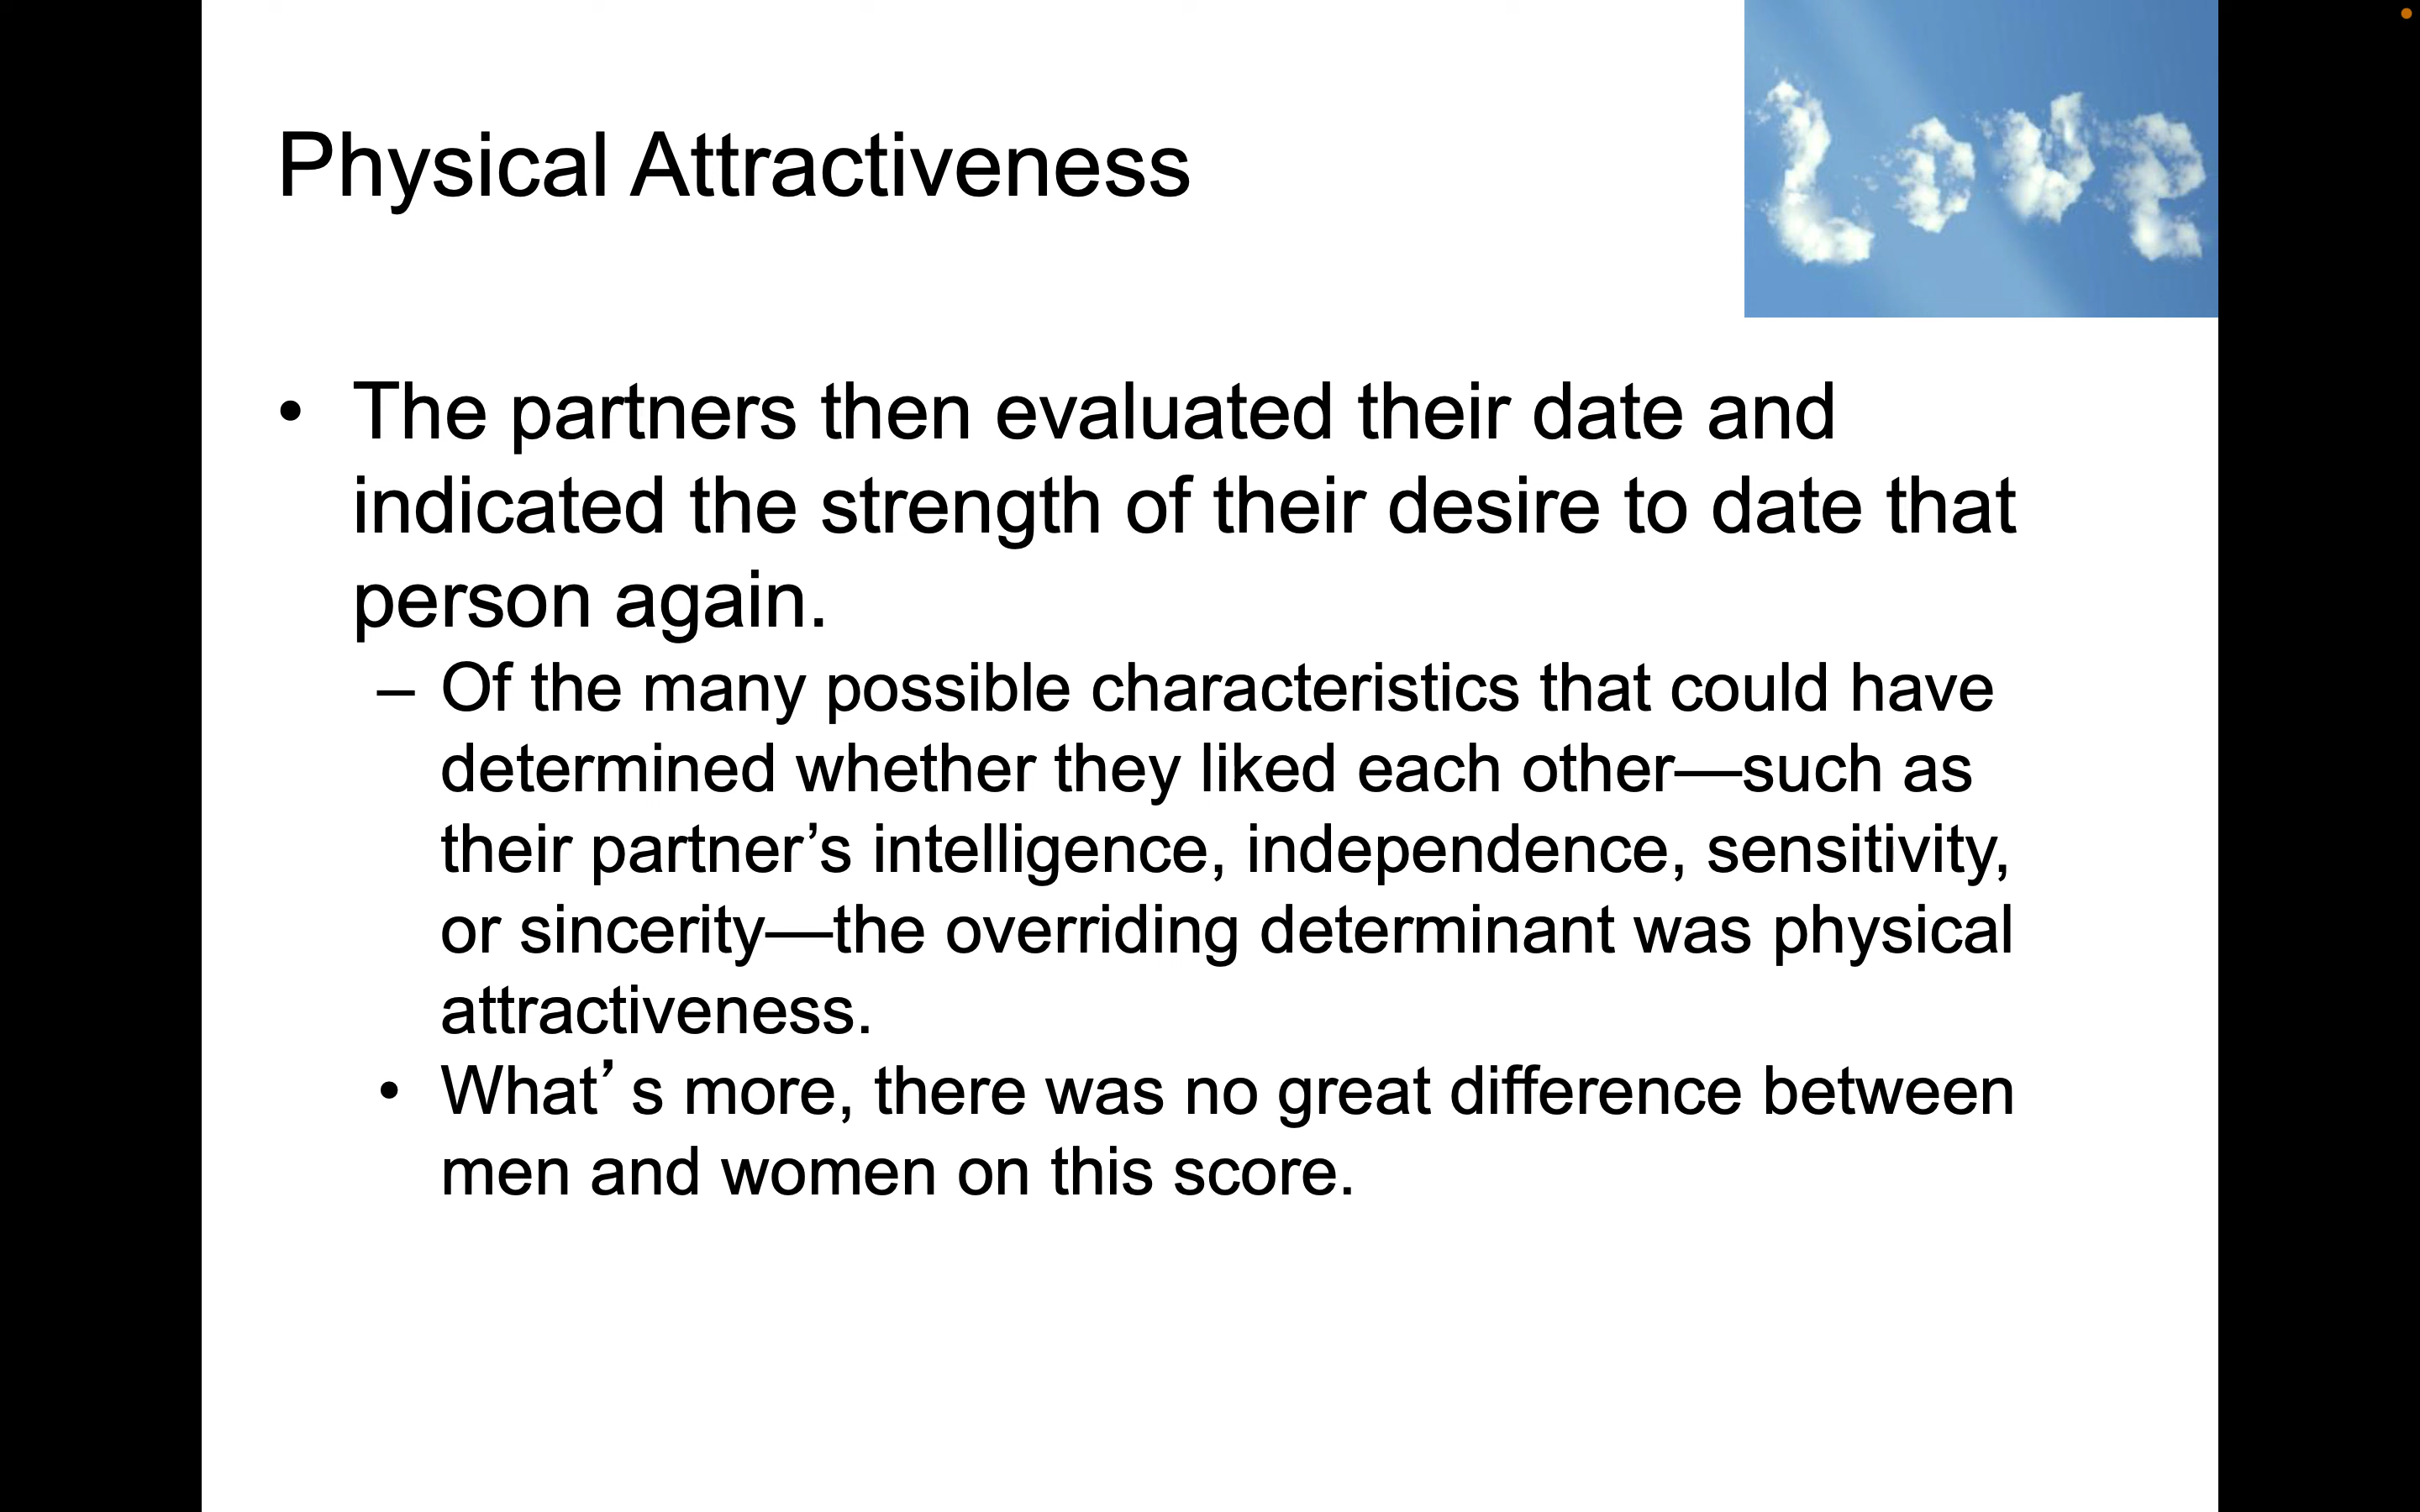 Physical Attractiveness
Love
• The partners then evaluated their date and
indicated the strength of their desire to date that
person again.
– Of the many possible characteristics that could have
determined whether they liked each other—such as
their partner’s intelligence, independence, sensitivity,
or sincerity—the overriding determinant was physical
attractiveness.
• What’s more, there was no great difference between
men and women on this score.